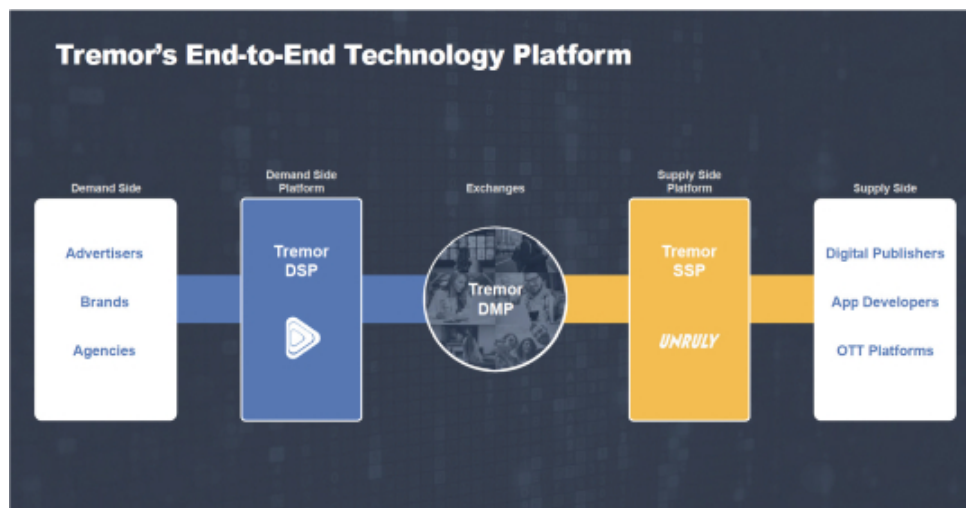 Tremor's End-to-End Technology Platform
Demand Side
Advertisers
Brands
Agencies
Demand Side
Platform
Tremor
DSP
Exchanges
Tremor
DMP
Supply Side
Platform
Tremor
SSP
UNRULY
Supply Side
Digital Publishers
App Developers
OTT Platforms